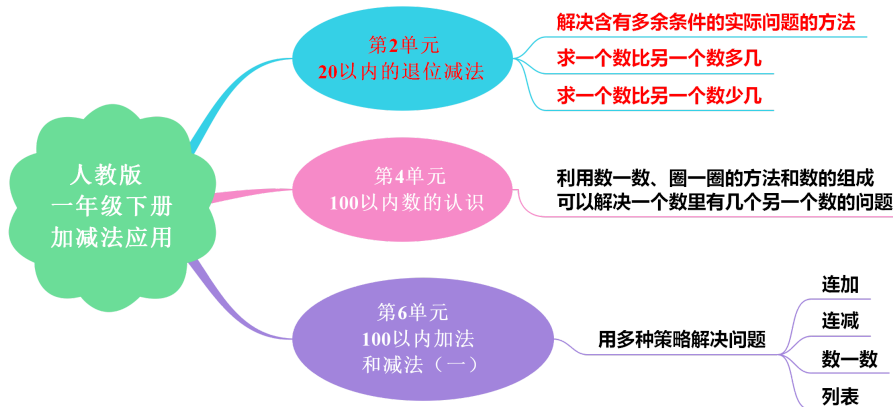 人教版
一年级下册
加减法应用
第2单元
20以内的退位减法
解决含有多余条件的实际问题的方法
求一个数比另一个数多几
求一个数比另一个数少几
第4单元
100以内数的认识
利用数一数、圈一圈的方法和数的组成
可以解决一个数里有几个另一个数的问题
第6单元
100以内加法
和减法（一）
用多种策略解决问题
连加
连减
数一数
列表